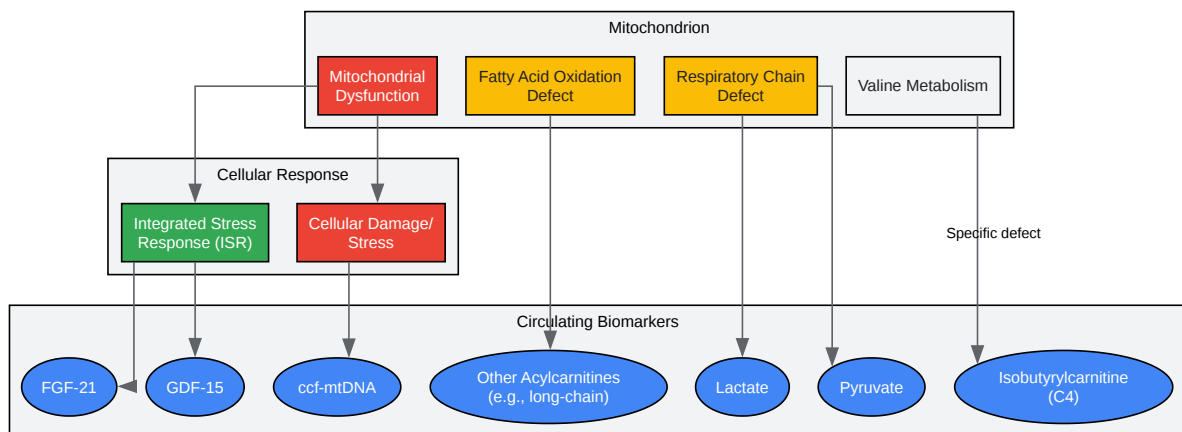 Mitochondrion
Mitochondrial
Dysfunction
Fatty Acid Oxidation
Defect
Respiratory Chain
Defect
Valine Metabolism
Cellular Response
Integrated Stress
Response (ISR)
Cellular Damage/
Stress
Specific defect
Circulating Biomarkers
FGF-21
GDF-15
ccf-mtDNA
Other Acylcarnitines
(e.g., long-chain)
Lactate
Pyruvate
Isobutyrylcarnitine
(C4)